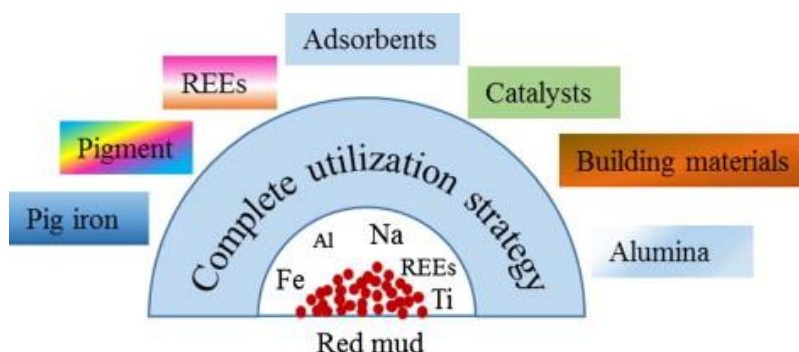 Adsorbents
REEs
Catalysts
Pigment
Building materials
Pig iron
Alumina
Complete utilization strategy
Al
Na
Fe
REEs
Ti
Red mud